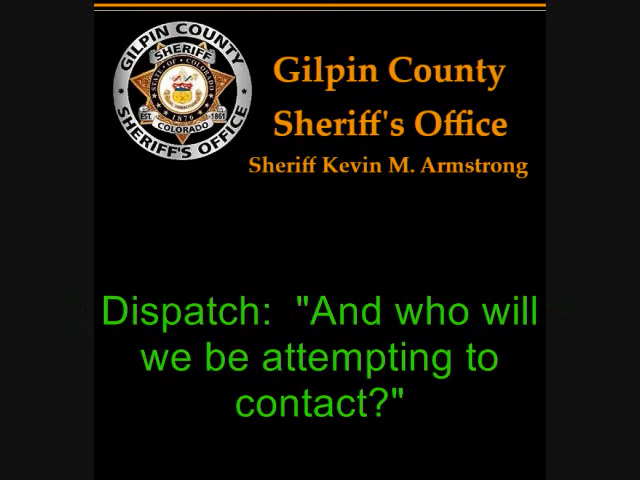 GILPIN COUNTY
SHERIFF
STATE OF COLORADO
1876
EST. 1861
COLORADO
SHERIFF'S OFFICE
Gilpin County
Sheriff's Office
Sheriff Kevin M. Armstrong
Dispatch:  "And who will
we be attempting to
contact?"